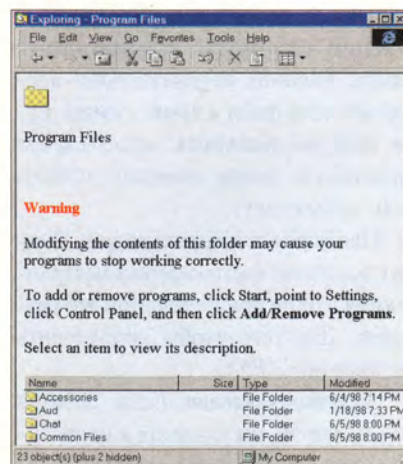 Exploring - Program Files
File Edit View Go Favorites Tools Help
Program Files
Warning
Modifying the contents of this folder may cause your
programs to stop working correctly.
To add or remove programs, click Start, point to Settings,
click Control Panel, and then click Add/Remove Programs.
Select an item to view its description.
Name Size Type Modified
Accessories File Folder 6/4/98 7:14 PM
Aud File Folder 1/18/98 7:33 PM
Chat File Folder 6/5/98 8:00 PM
Common Files File Folder 6/5/98 8:00 PM
23 object(s) (plus 2 hidden) My Computer